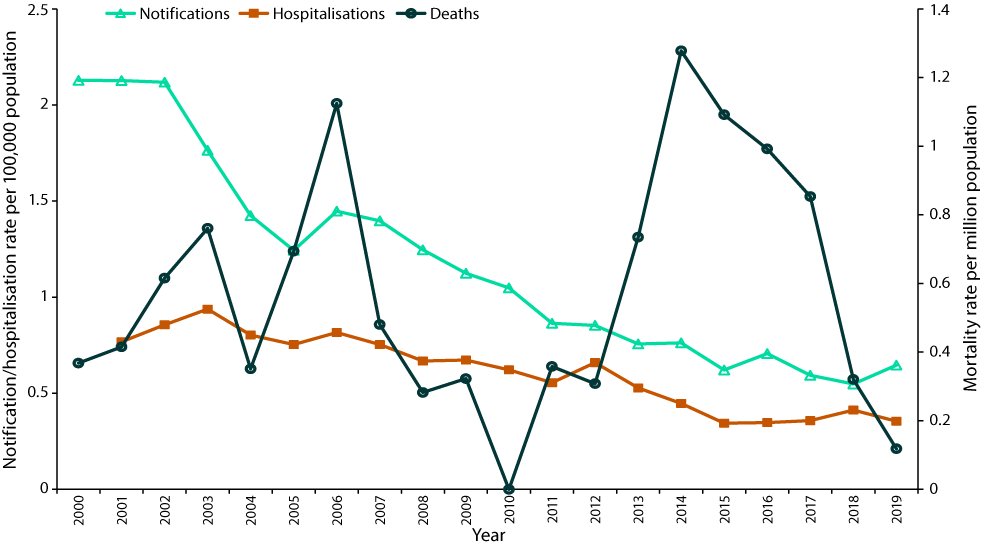 Notifications Hospitalisations Deaths
Notification/hospitalisation rate per 100,000 population
2.5
2
1.5
1
0.5
0
Mortality rate per million population
1.4
1.2
1
0.8
0.6
0.4
0.2
0
2000 2001 2002 2003 2004 2005 2006 2007 2008 2009 2010 2011 2012 2013 2014 2015 2016 2017 2018 2019
Year